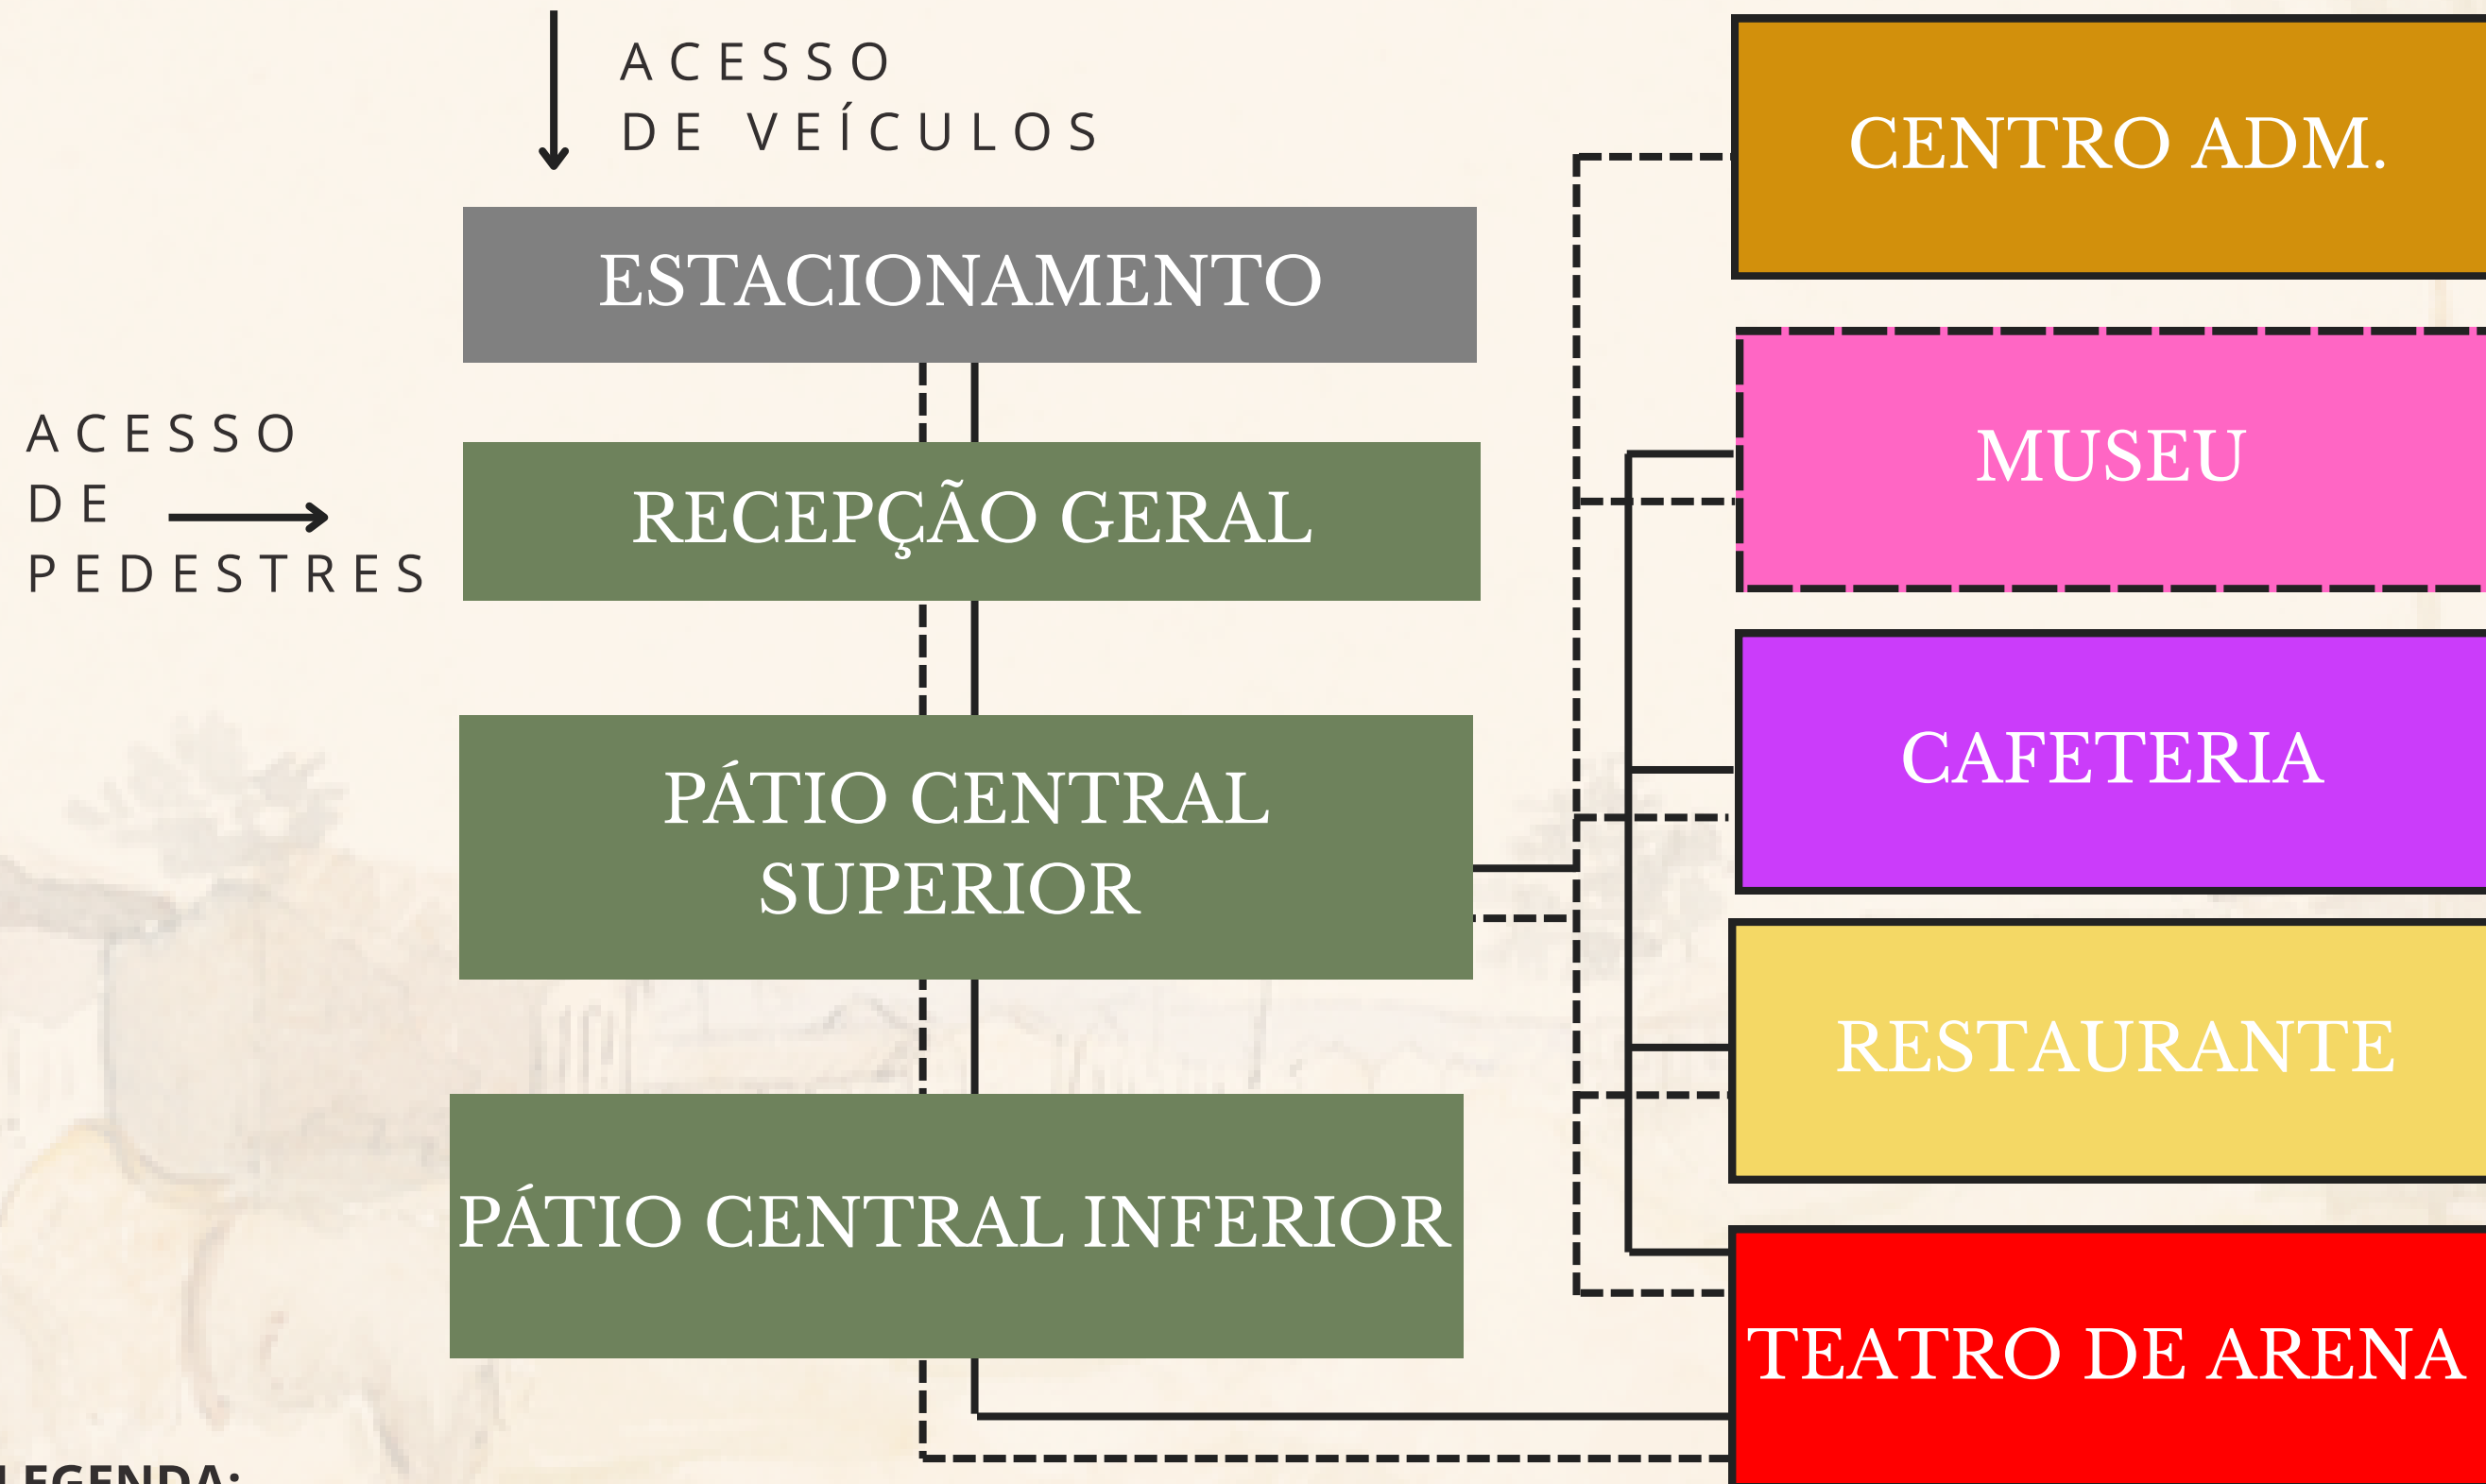 ACESSO
DE VEÍCULOS
ESTACIONAMENTO
ACESSO
DE
PEDESTRES
RECEPÇÃO GERAL
PÁTIO CENTRAL
SUPERIOR
PÁTIO CENTRAL INFERIOR
CENTRO ADM.
MUSEU
CAFETERIA
RESTAURANTE
TEATRO DE ARENA
LEGENDA: